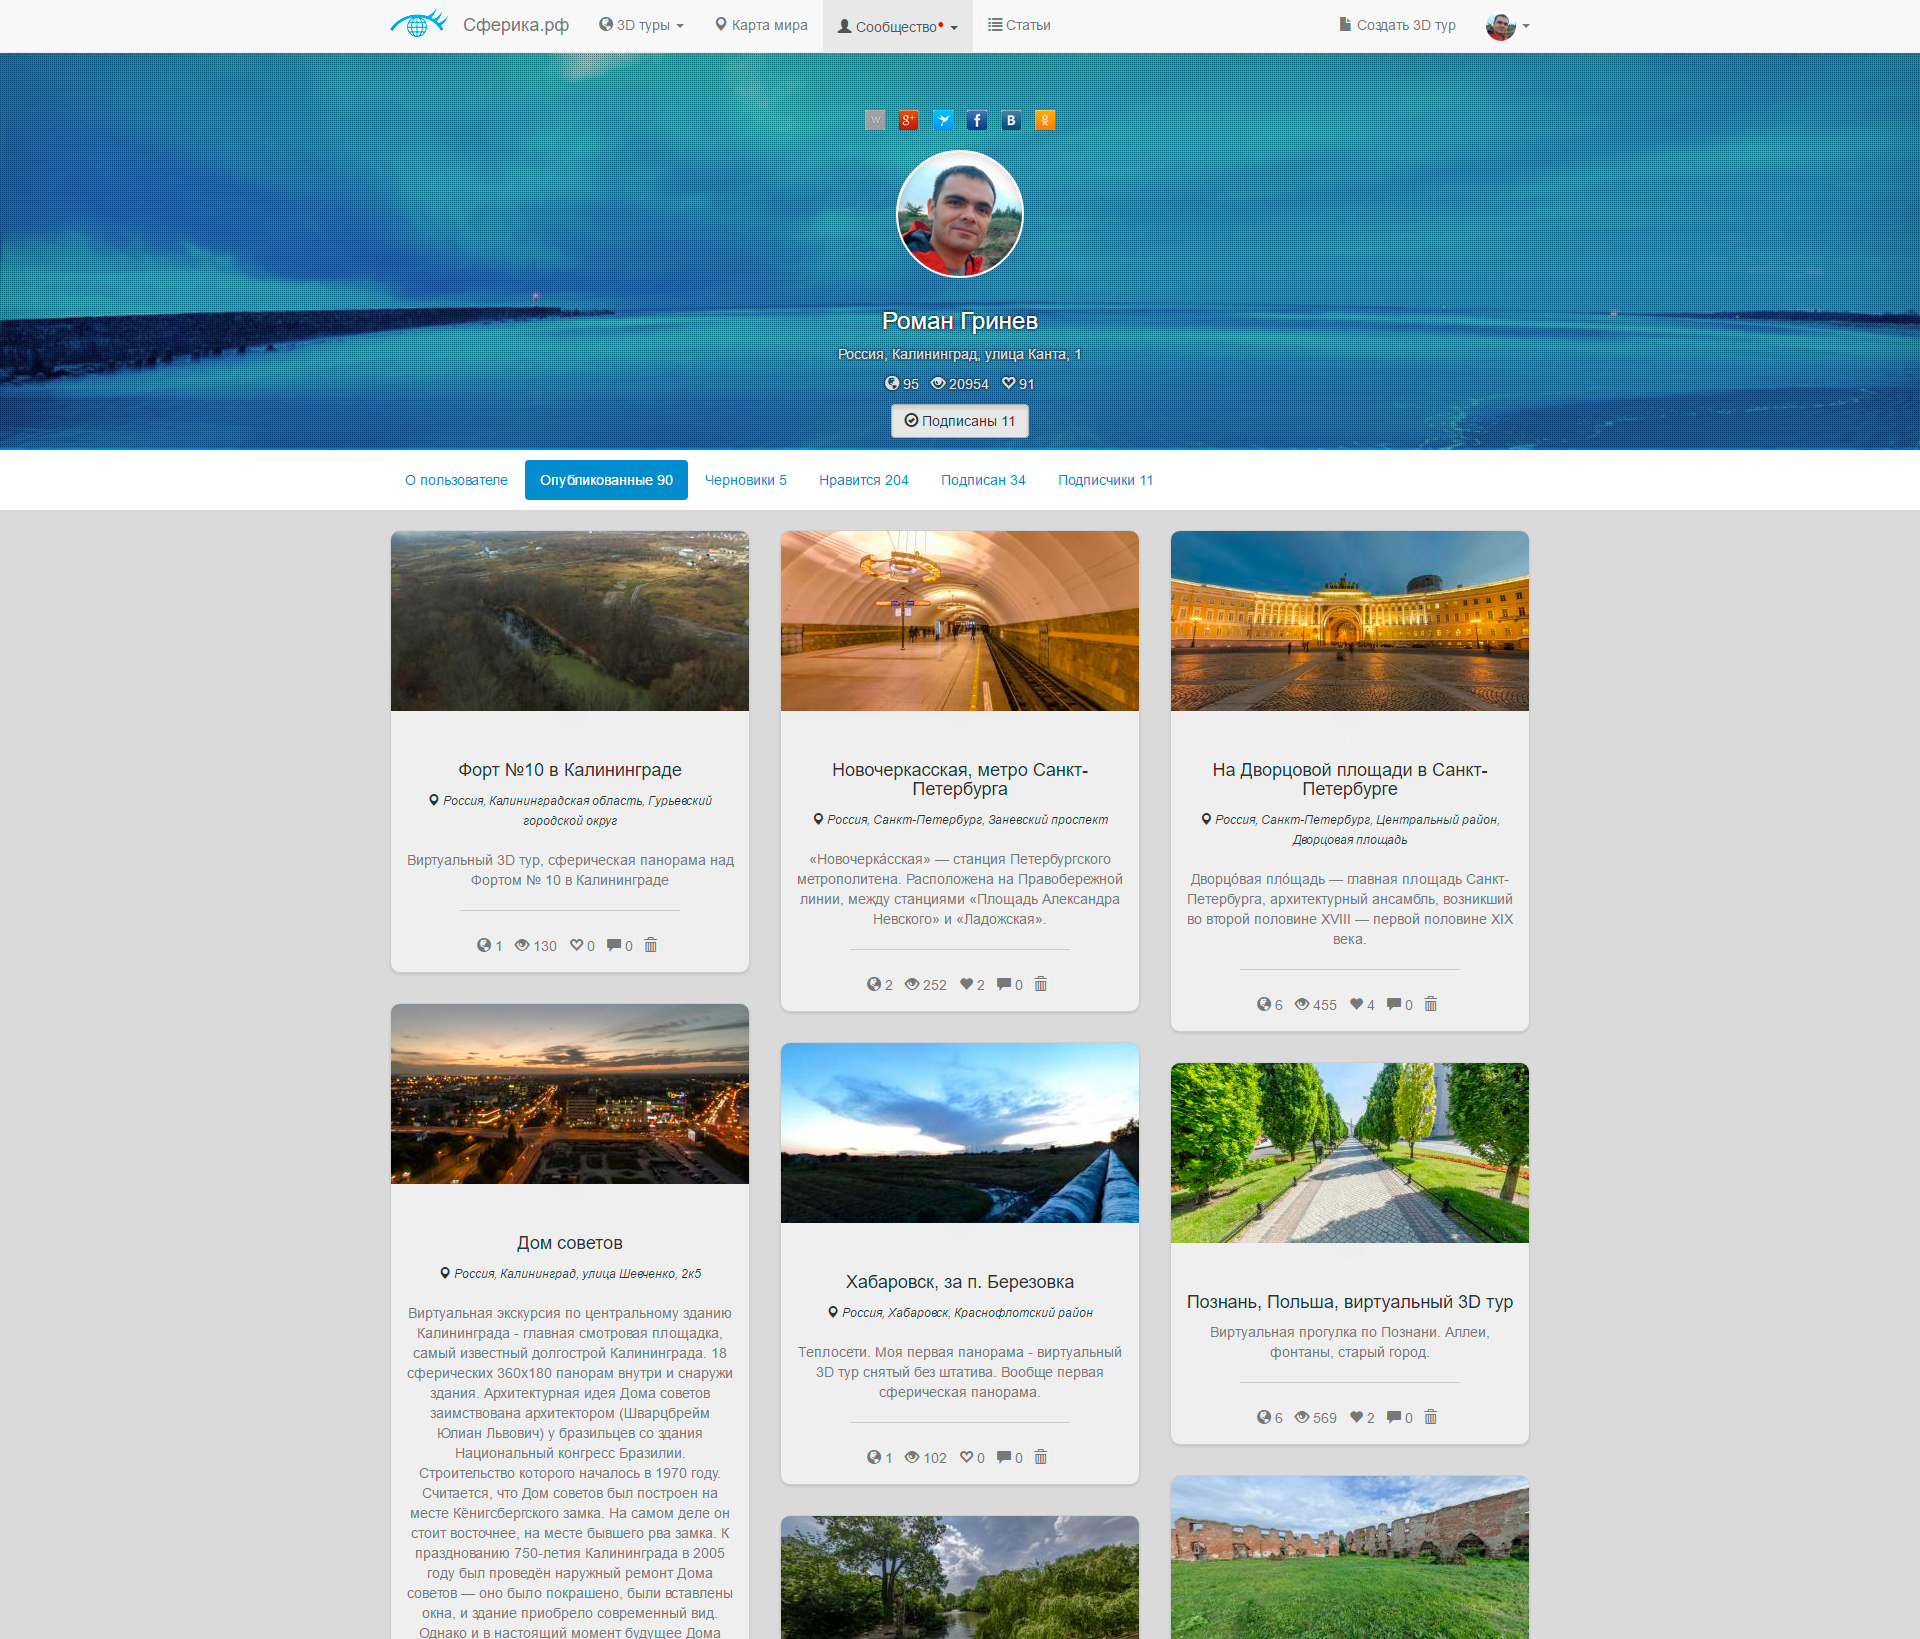 Сферика.рф
3D туры
Карта мира
Сообщество
Статьи
Создать 3D тур
w g+ f B
Роман Гринев
Россия, Калининград, улица Канта, 1
95 20954 91
Подписаны 11
О пользователе
Опубликованные 90
Черновики 5
Нравится 204
Подписан 34
Подписчики 11
Форт №10 в Калининграде
Россия, Калининградская область, Гурьевский
городской округ
Виртуальный 3D тур, сферическая панорама над
Фортом № 10 в Калининграде
1 130 0 0
Дом советов
Россия, Калининград, улица Шевченко, 2к5
Виртуальная экскурсия по центральному зданию
Калининграда - главная смотровая площадка,
самый известный долгострой Калининграда. 18
сферических 360х180 панорам внутри и снаружи
здания. Архитектурная идея Дома советов
заимствована архитектором (Шварцбрейм
Юлиан Львович) у бразильцев со здания
Национальный конгресс Бразилии.
Строительство которого началось в 1970 году.
Считается, что Дом советов был построен на
месте Кёнигсбергского замка. На самом деле он
стоит восточнее, на месте бывшего рва замка. К
празднованию 750-летия Калининграда в 2005
году был проведён наружный ремонт Дома
советов — оно было покрашено, были вставлены
окна, и здание приобрело современный вид.
Однако и в настоящий момент будущее Дома
Новочеркасская, метро Санкт-
Петербурга
Россия, Санкт-Петербург, Заневский проспект
«Новочерка́сская» — станция Петербургского
метрополитена. Расположена на Правобережной
линии, между станциями «Площадь Александра
Невского» и «Ладожская».
2 252 2 0
Хабаровск, за п. Березовка
Россия, Хабаровск, Краснофлотский район
Теплосети. Моя первая панорама - виртуальный
3D тур снятый без штатива. Вообще первая
сферическая панорама.
1 102 0 0
На Дворцовой площади в Санкт-
Петербурге
Россия, Санкт-Петербург, Центральный район,
Дворцовая площадь
Дворцо́вая пло́щадь — главная площадь Санкт-
Петербурга, архитектурный ансамбль, возникший
во второй половине XVIII — первой половине XIX
века.
6 455 4 0
Познань, Польша, виртуальный 3D тур
Виртуальная прогулка по Познани. Аллеи,
фонтаны, старый город.
6 569 2 0